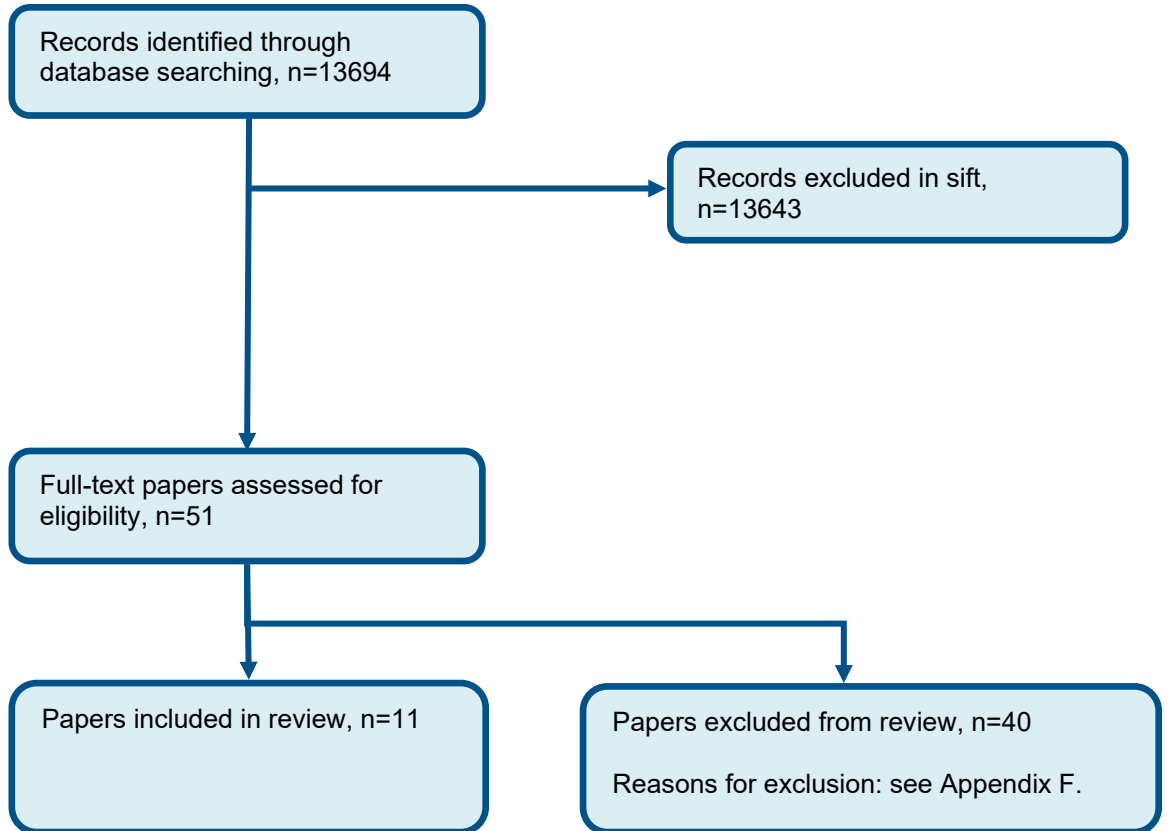 Records identified through
database searching, n=13694
Records excluded in sift,
n=13643
Full-text papers assessed for
eligibility, n=51
Papers included in review, n=11
Papers excluded from review, n=40
Reasons for exclusion: see Appendix F.